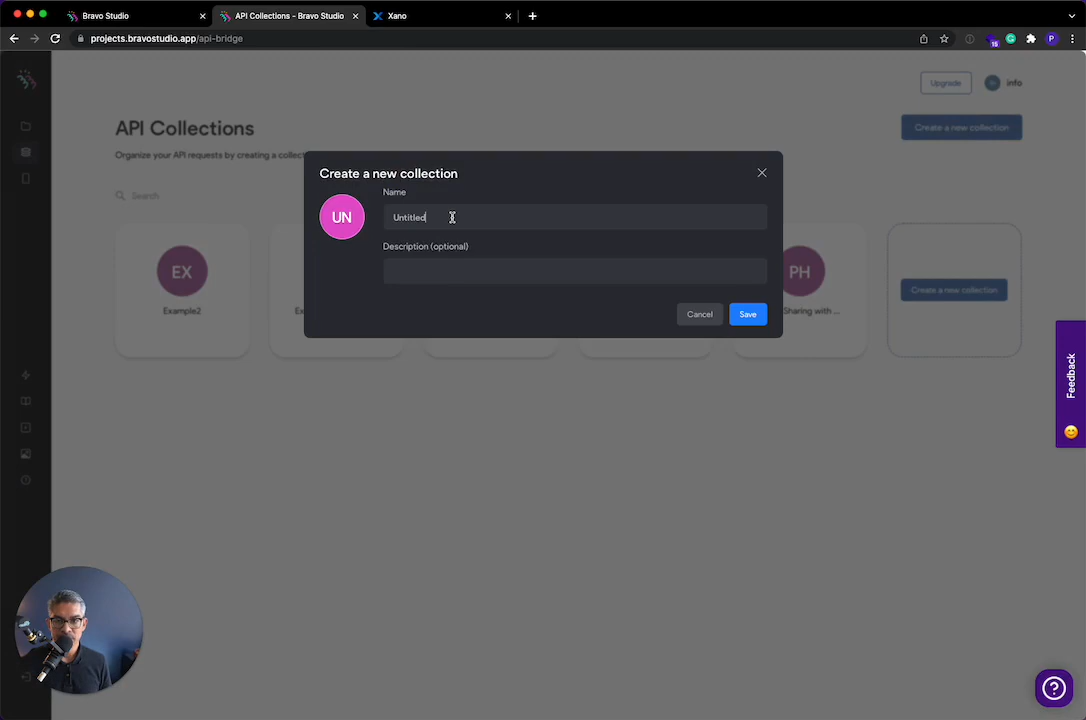 Bravo Studio
API Collections - Bravo Studio
Xano
projects.bravostudio.app/api-bridge
15
P
Upgrade
info
API Collections
Create a new collection
Organize your API requests by creating a collect
Search
Create a new collection
Name
UN
Untitled
Description (optional)
Cancel
Save
EX
Example2
Ex
PH
Sharing with ...
Create a new collection
Feedback